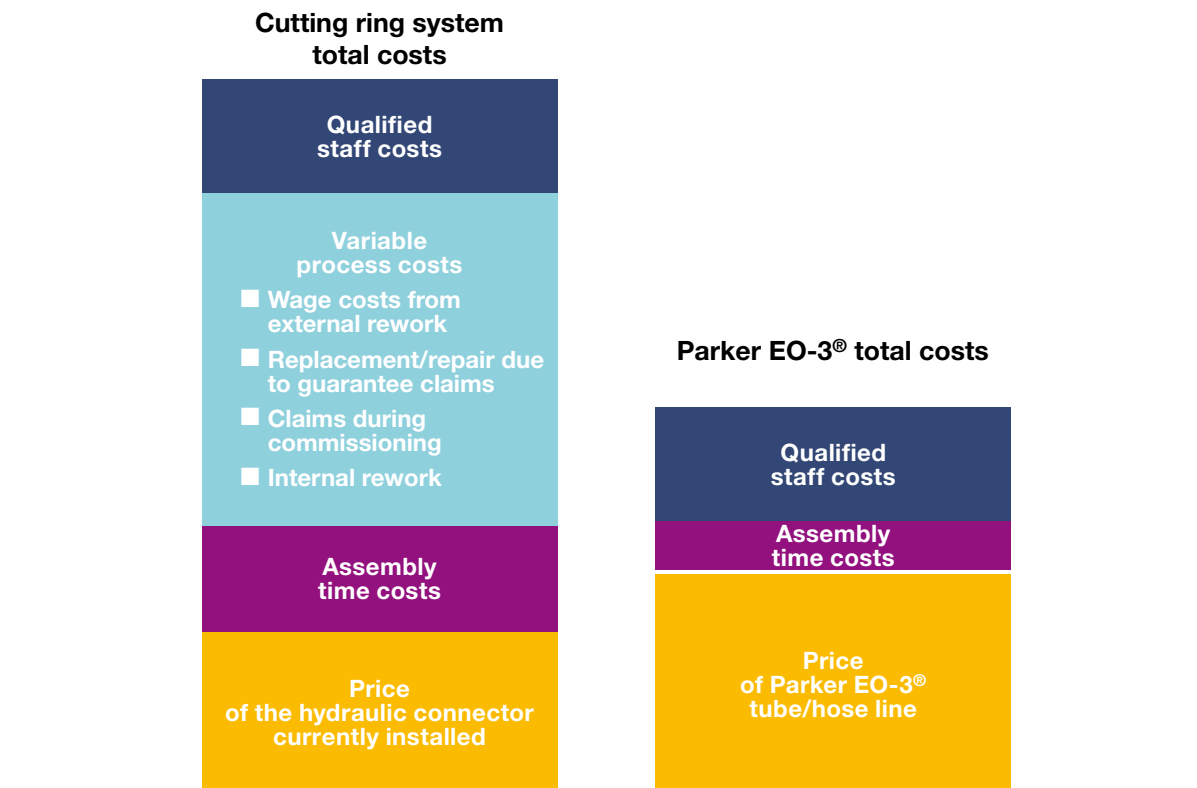 Cutting ring system
total costs
Qualified
staff costs
Variable
process costs
Wage costs from
external rework
Replacement/repair due
to guarantee claims
Claims during
commissioning
Internal rework
Assembly
time costs
Price
of the hydraulic connector
currently installed
Parker EO-3® total costs
Qualified
staff costs
Assembly
time costs
Price
of Parker EO-3®
tube/hose line